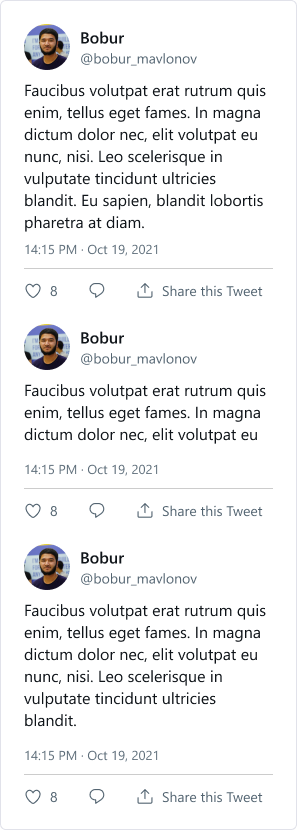 Bobur
@bobur_mavlonov
Faucibus volutpat erat rutrum quis
enim, tellus eget fames. In magna
dictum dolor nec, elit volutpat eu
nunc, nisi. Leo scelerisque in
vulputate tincidunt ultricies
blandit. Eu sapien, blandit lobortis
pharetra at diam.
14:15 PM · Oct 19, 2021
8 Share this Tweet
Bobur
@bobur_mavlonov
Faucibus volutpat erat rutrum quis
enim, tellus eget fames. In magna
dictum dolor nec, elit volutpat eu
14:15 PM · Oct 19, 2021
8 Share this Tweet
Bobur
@bobur_mavlonov
Faucibus volutpat erat rutrum quis
enim, tellus eget fames. In magna
dictum dolor nec, elit volutpat eu
nunc, nisi. Leo scelerisque in
vulputate tincidunt ultricies
blandit.
14:15 PM · Oct 19, 2021
8 Share this Tweet